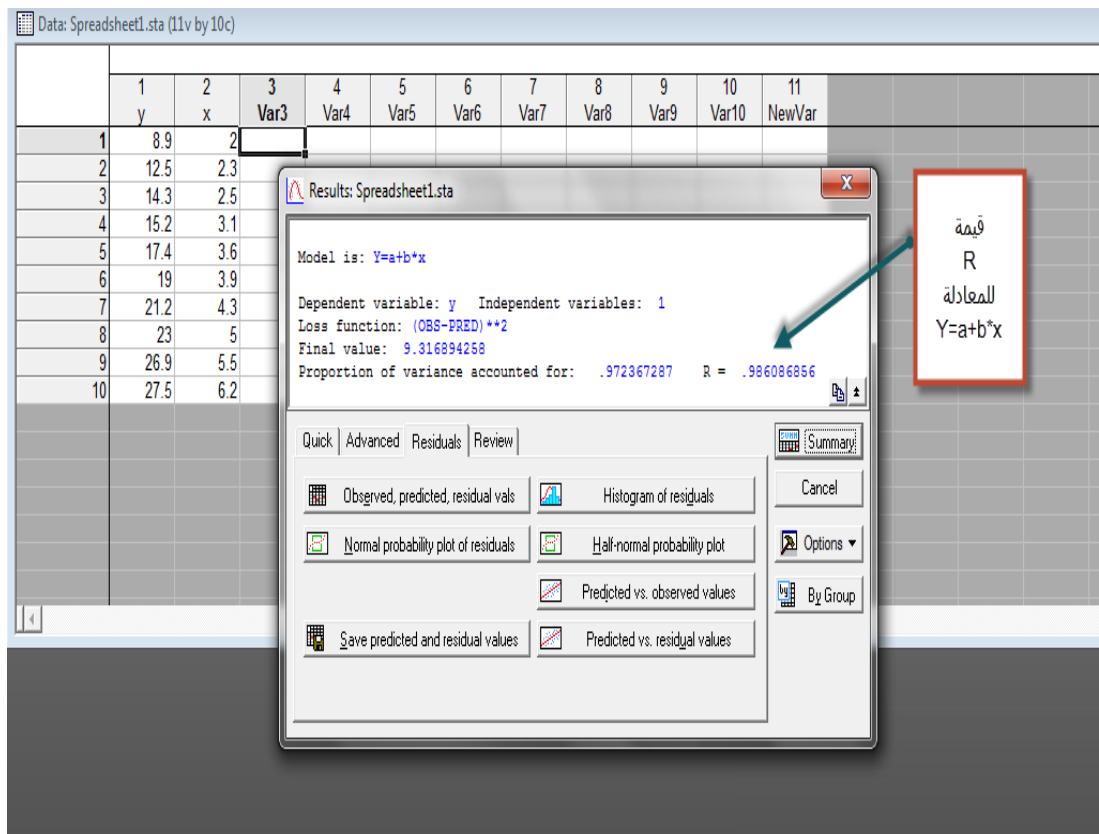 Data: Spreadsheet1.sta (11v by 10c)
1 2 3 4 5 6 7 8 9 10 11
y x Var3 Var4 Var5 Var6 Var7 Var8 Var9 Var10 NewVar
1 8.9 2
2 12.5 2.3
3 14.3 2.5
4 15.2 3.1
5 17.4 3.6
6 19 3.9
7 21.2 4.3
8 23 5
9 26.9 5.5
10 27.5 6.2
Results: Spreadsheet1.sta
X
Model is: Y=a+b*x
Dependent variable: y Independent variables: 1
Loss function: (OBS-PRED)**2
Final value: 9.316894258
Proportion of variance accounted for: .972367287 R = .986086856
Quick Advanced Residuals Review
Summary
Cancel
Options
By Group
Observed, predicted, residual vals
Histogram of residuals
Normal probability plot of residuals
Half-normal probability plot
Predicted vs. observed values
Save predicted and residual values
Predicted vs. residual values
قيمة
R
للمعادلة
Y=a+b*x